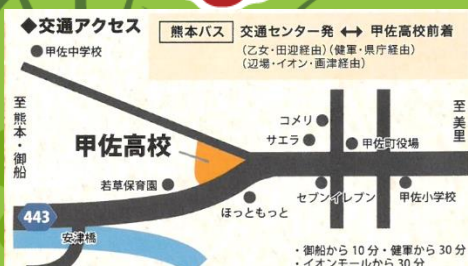 ◆交通アクセス
熊本バス 交通センター発 ↔ 甲佐高校前着
(乙女・田迎経由)(健軍・県庁経由)
(辺場・イオン・画津経由)
甲佐中学校
至熊本・御船
甲佐高校
コメリ
サエラ
甲佐町役場
至美里
若草保育園
ほっともっと
セブンイレブン
甲佐小学校
443
安津橋
・御船から10分・健軍から30分
・イオンモールから30分